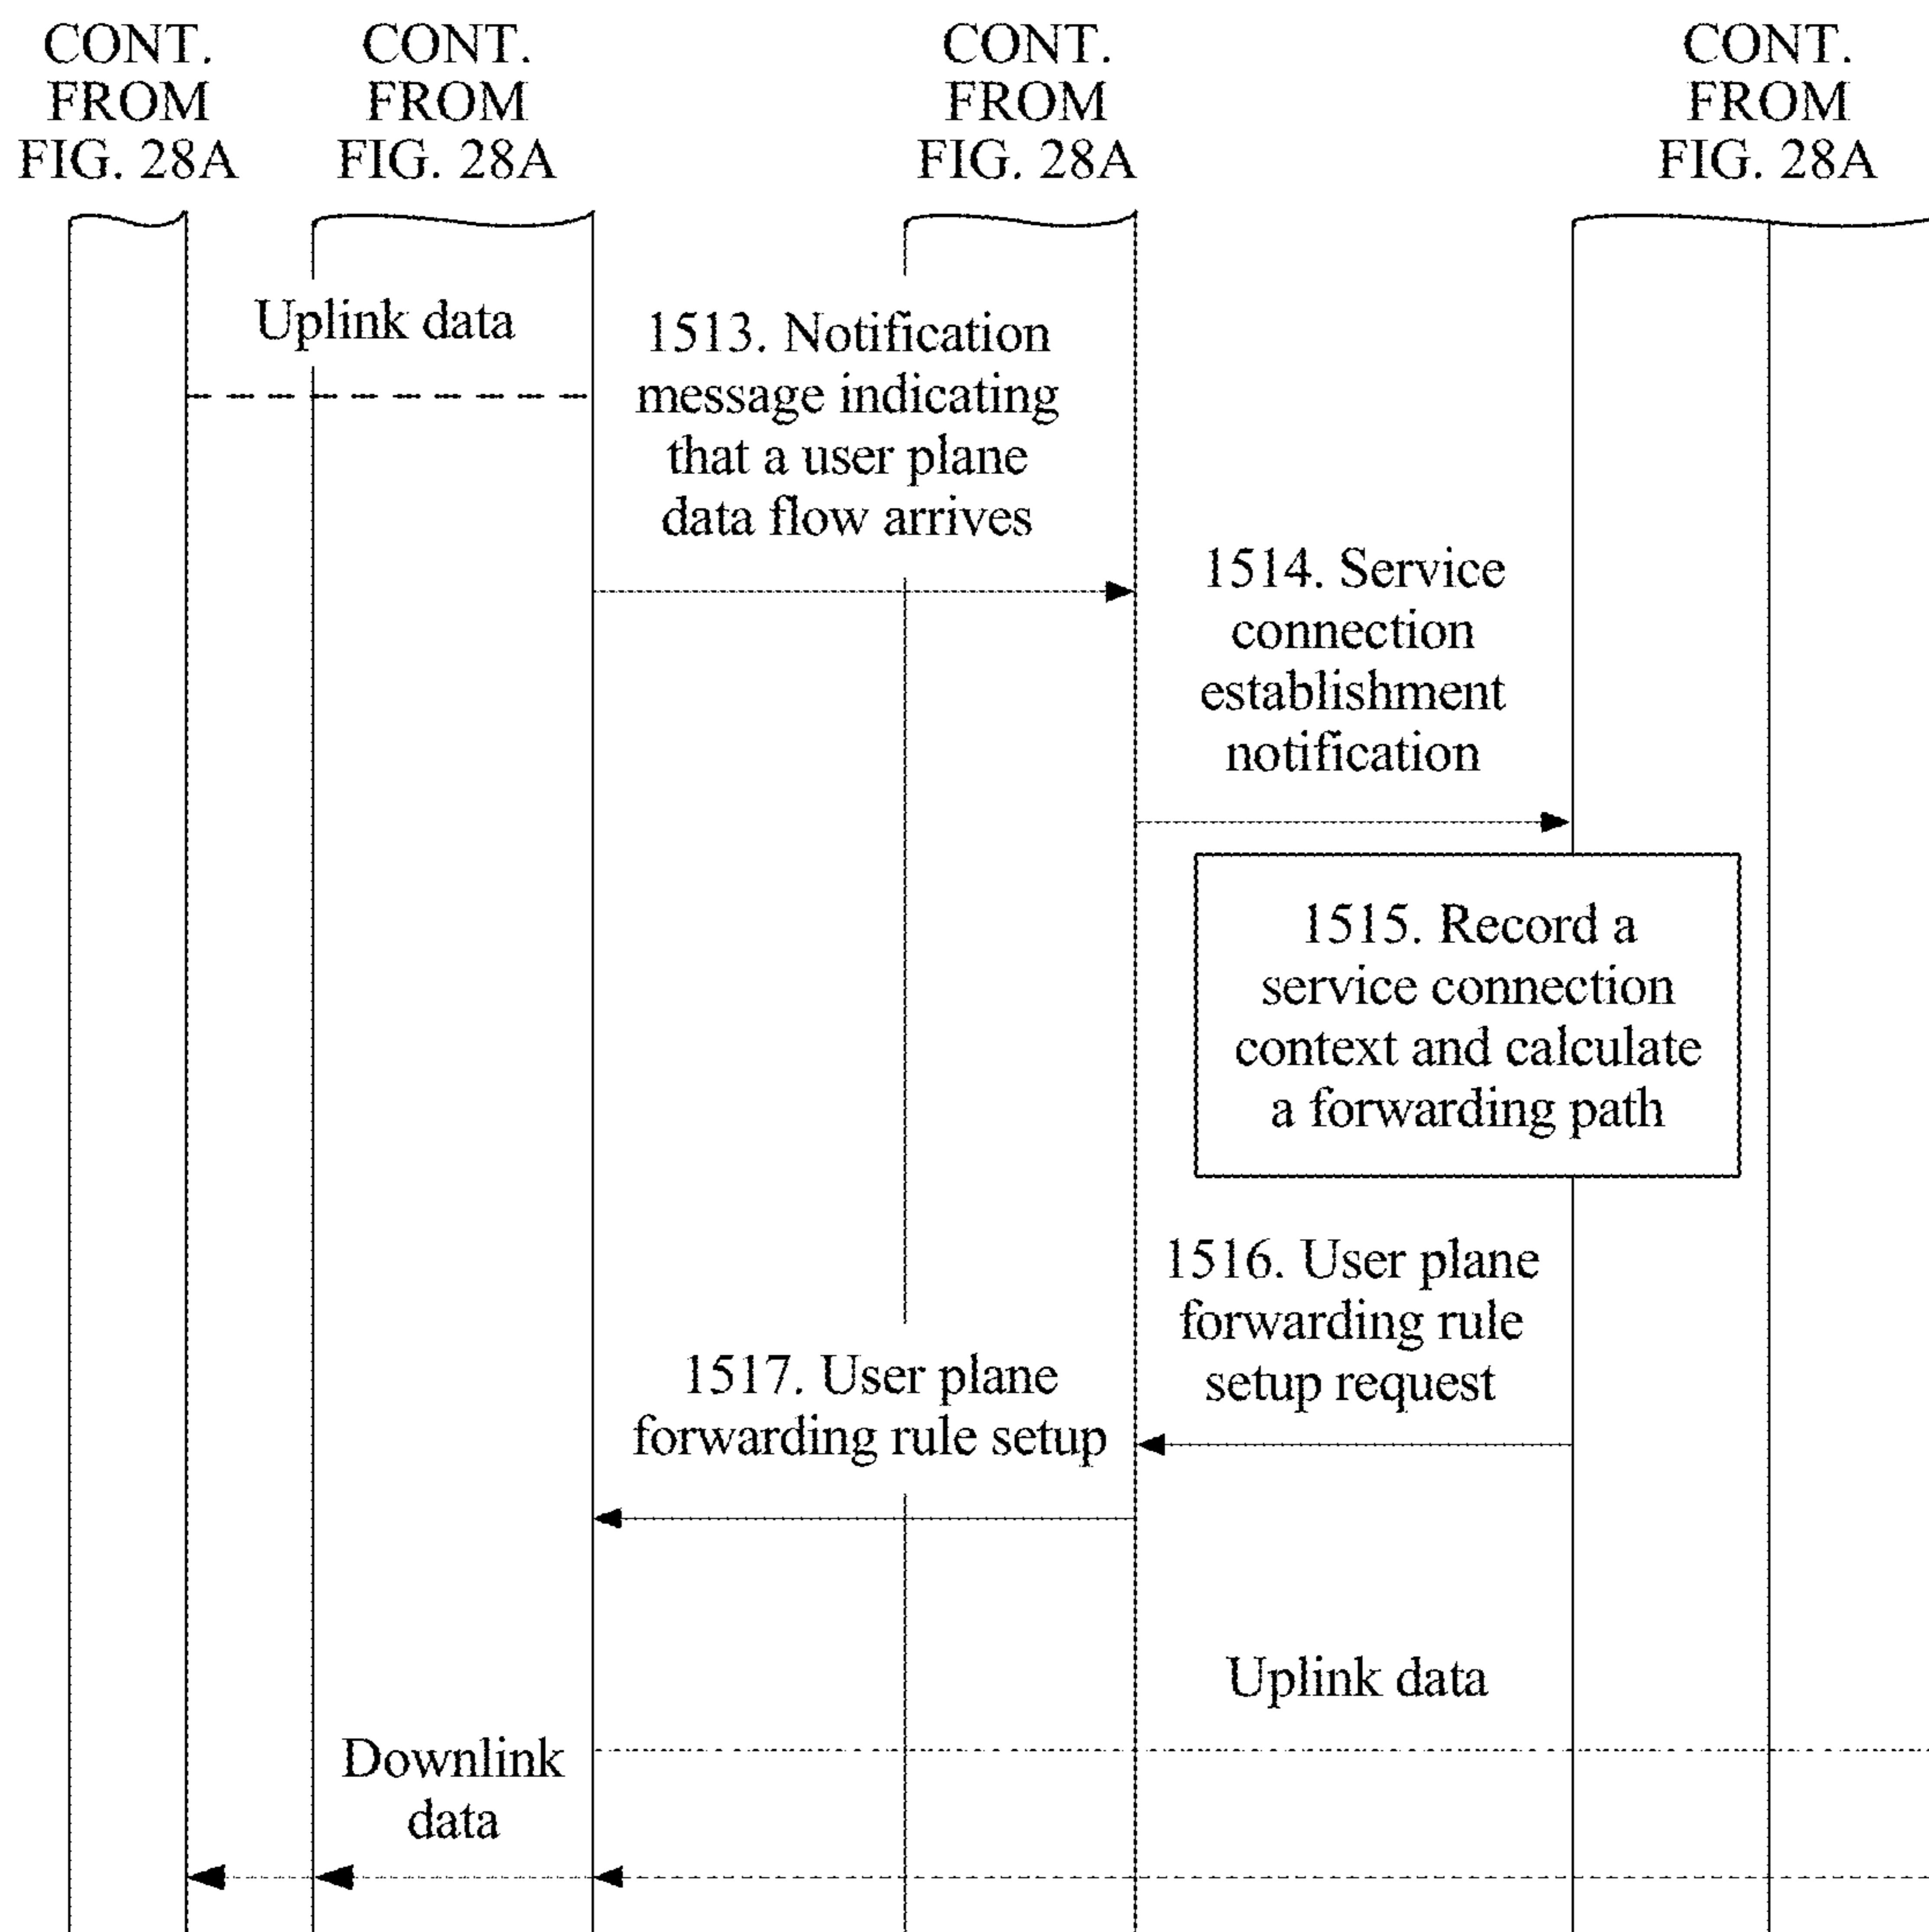 CONT.
FROM
FIG. 28A
CONT.
FROM
FIG. 28A
CONT.
FROM
FIG. 28A
CONT.
FROM
FIG. 28A
Uplink data
1513. Notification
message indicating
that a user plane
data flow arrives
1514. Service
connection
establishment
notification
1515. Record a
service connection
context and calculate
a forwarding path
1516. User plane
forwarding rule
setup request
1517. User plane
forwarding rule setup
Uplink data
Downlink
data